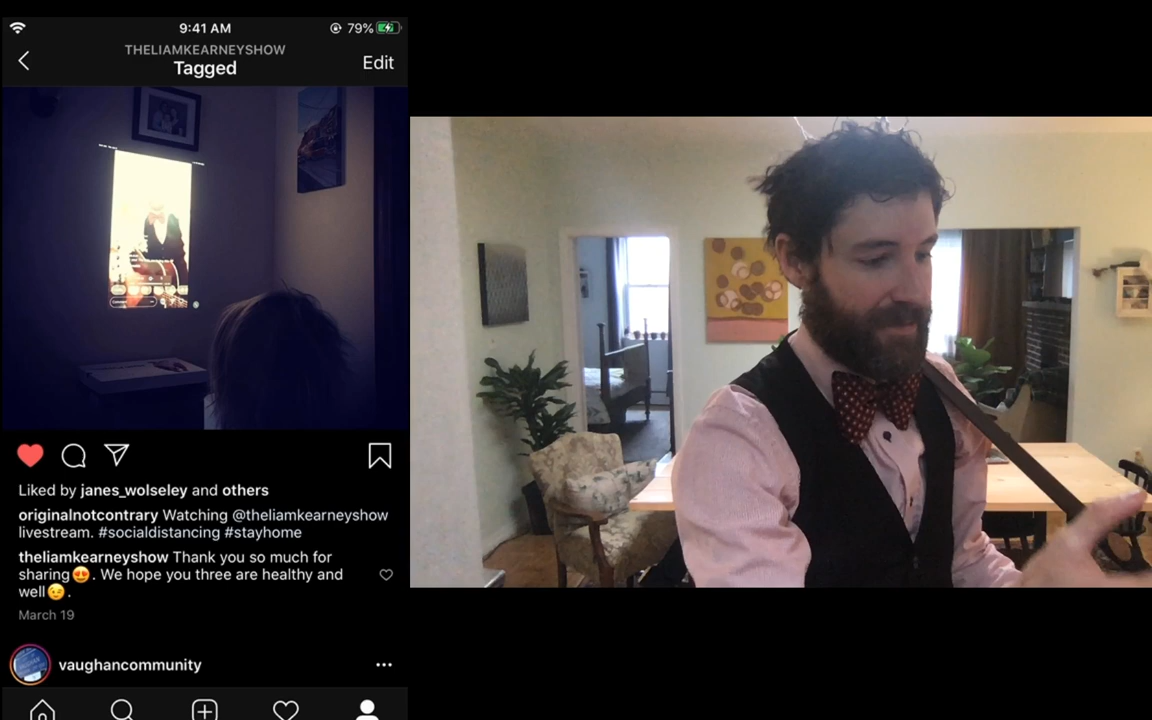 9:41 AM
79%
THELIAMKEARNEYSHOW
Tagged
Edit
Liked by janes_wolseley and others
originalnotcontrary Watching @theliamkearneyshow
livestream. #socialdistancing #stayhome
theliamkearneyshow Thank you so much for
sharing😍. We hope you three are healthy and
well😉.
March 19
vaughancommunity